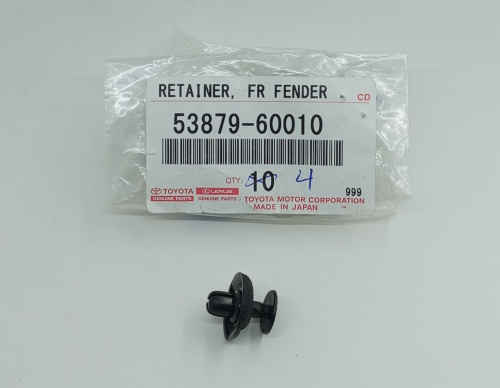 RETAINER, FR FENDER
CD
53879-60010
QTY: 10 4
999
TOYOTA LEXUS
GENUINE PARTS GENUINE PARTS TOYOTA MOTOR CORPORATION
MADE IN JAPAN